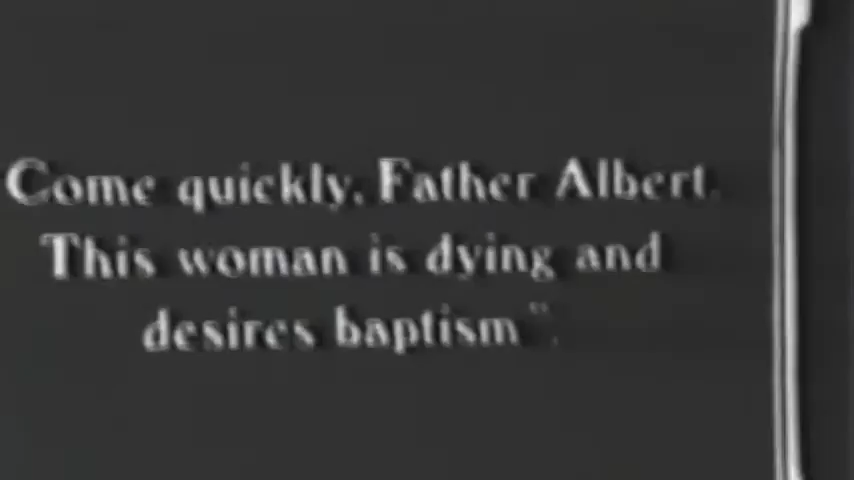 Come quickly, Father Albert.
This woman is dying and
desires baptism".